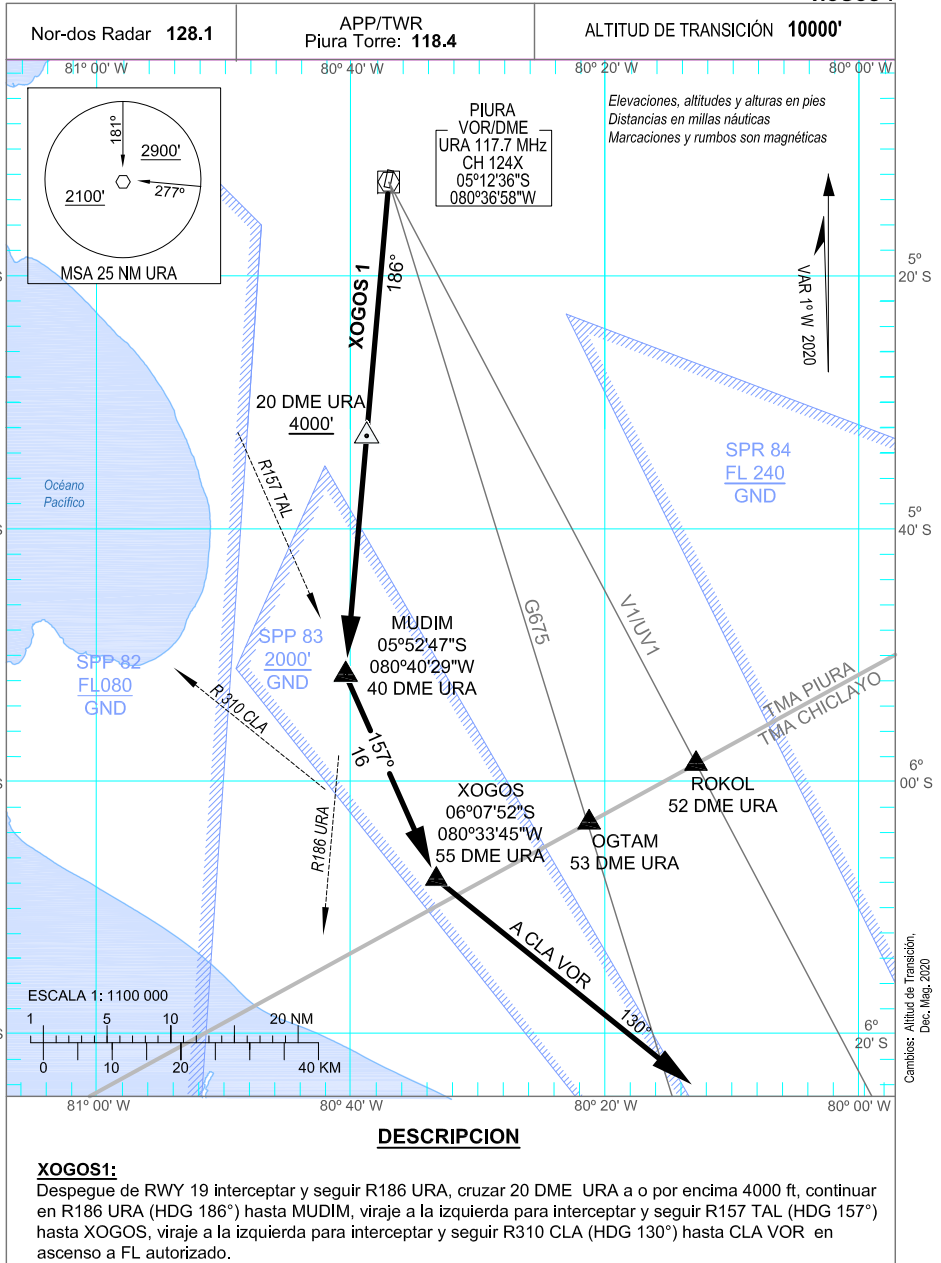 Nor-dos Radar 128.1
APP/TWR
Piura Torre: 118.4
ALTITUD DE TRANSICIÓN 10000'
81º 00' W
80º 40' W
80º 20' W
80º 00' W
181º
2900'
2100'
277º
MSA 25 NM URA
PIURA
VOR/DME
URA 117.7 MHz
CH 124X
05º12'36"S
080º36'58"W
Elevaciones, altitudes y alturas en pies
Distancias en millas náuticas
Marcaciones y rumbos son magnéticas
VAR 1º W 2020
5º
20' S
XOGOS 1
186°
20 DME URA
4000'
R157 TAL
Océano
Pacífico
SPR 84
FL 240
GND
5º
40' S
G675
V1/UV1
MUDIM
05º52'47"S
080º40'29"W
40 DME URA
SPP 83
2000'
GND
SPP 82
FL080
GND
R 310 CLA
157º
16
TMA PIURA
TMA CHICLAYO
6º
00' S
ROKOL
52 DME URA
XOGOS
06º07'52"S
080º33'45"W
55 DME URA
OGTAM
53 DME URA
R186 URA
A CLA VOR
130°
ESCALA 1: 1100 000
1 5 10 20 NM
0 10 20 40 KM
6º
20' S
Cambios: Altitud de Transición,
Dec. Mag. 2020
81º 00' W
80º 40' W
80º 20' W
80º 00' W
DESCRIPCION
XOGOS1:
Despegue de RWY 19 interceptar y seguir R186 URA, cruzar 20 DME URA a o por encima 4000 ft, continuar
en R186 URA (HDG 186°) hasta MUDIM, viraje a la izquierda para interceptar y seguir R157 TAL (HDG 157°)
hasta XOGOS, viraje a la izquierda para interceptar y seguir R310 CLA (HDG 130°) hasta CLA VOR en
ascenso a FL autorizado.